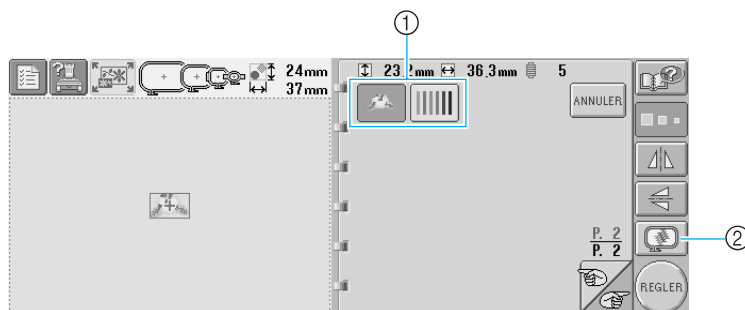 ①
24mm 23.2mm 36.3mm 5
37mm
ANNULER
P. 2
P. 2
②
REGLER